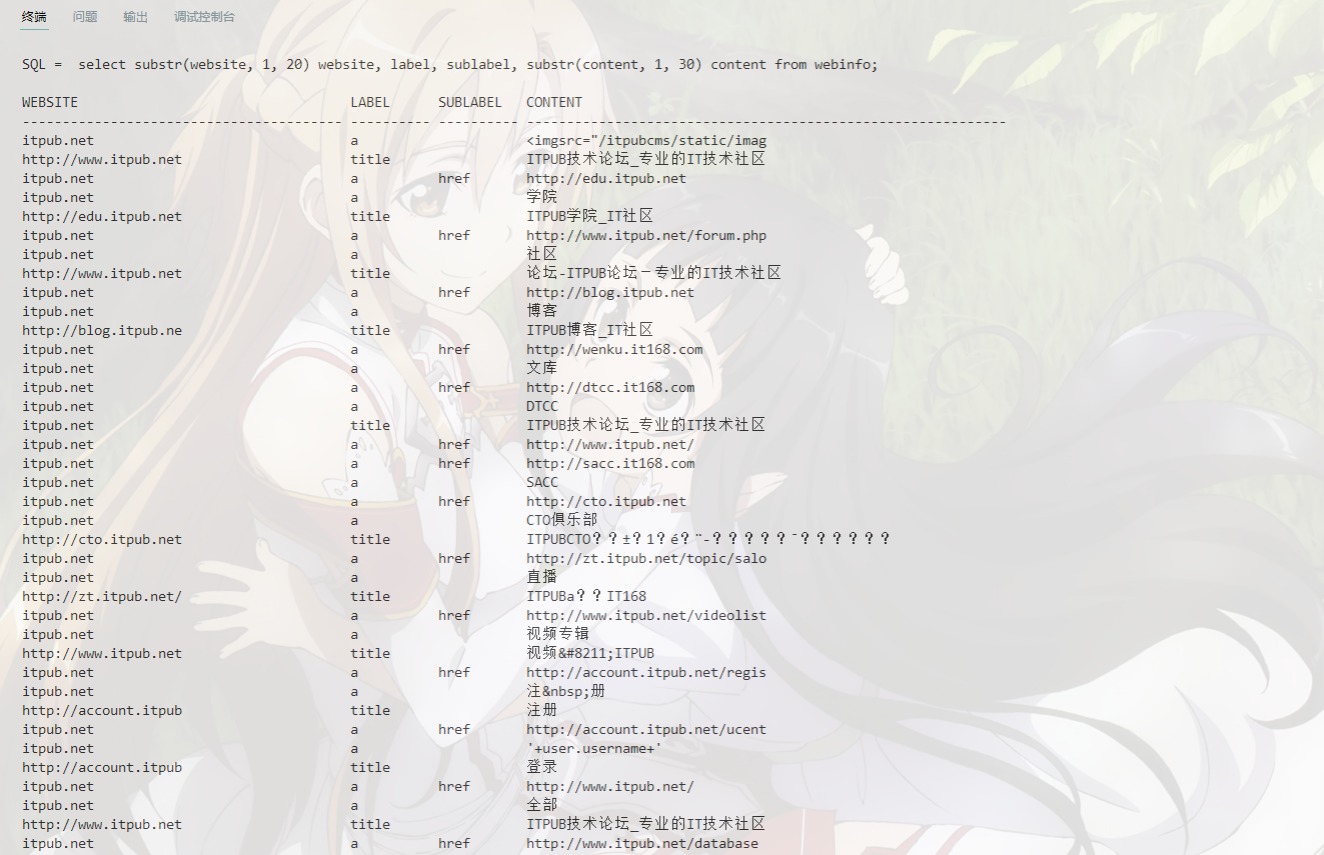 终端 问题 输出 调试控制台
SQL =  select substr(website, 1, 20) website, label, sublabel, substr(content, 1, 30) content from webinfo;
WEBSITE LABEL SUBLABEL CONTENT
---------------------------------------- ---------- ---------- ------------------------------------------------------------
itpub.net a <imgsrc="/itpubcms/static/imag
http://www.itpub.net title ITPUB技术论坛_专业的IT技术社区
itpub.net a href http://edu.itpub.net
itpub.net a 学院
http://edu.itpub.net title ITPUB学院_IT社区
itpub.net a href http://www.itpub.net/forum.php
itpub.net a 社区
http://www.itpub.net title 论坛-ITPUB论坛－专业的IT技术社区
itpub.net a href http://blog.itpub.net
itpub.net a 博客
http://blog.itpub.ne title ITPUB博客_IT社区
itpub.net a href http://wenku.it168.com
itpub.net a 文库
itpub.net a href http://dtcc.it168.com
itpub.net a DTCC
itpub.net title ITPUB技术论坛_专业的IT技术社区
itpub.net a href http://www.itpub.net/
itpub.net a href http://sacc.it168.com
itpub.net a SACC
itpub.net a href http://cto.itpub.net
itpub.net a CTO俱乐部
http://cto.itpub.net title ITPUBCTO？？±？1？é？¨-？？？？？ˉ？？？？？？
itpub.net a href http://zt.itpub.net/topic/salo
itpub.net a 直播
http://zt.itpub.net/ title ITPUBa？？IT168
itpub.net a href http://www.itpub.net/videolist
itpub.net a 视频专辑
http://www.itpub.net title 视频&#8211;ITPUB
itpub.net a href http://account.itpub.net/regis
itpub.net a 注&nbsp;册
http://account.itpub title 注册
itpub.net a href http://account.itpub.net/ucent
itpub.net a '+user.username+'
http://account.itpub title 登录
itpub.net a href http://www.itpub.net/
itpub.net a 全部
http://www.itpub.net title ITPUB技术论坛_专业的IT技术社区
itpub.net a href http://www.itpub.net/database